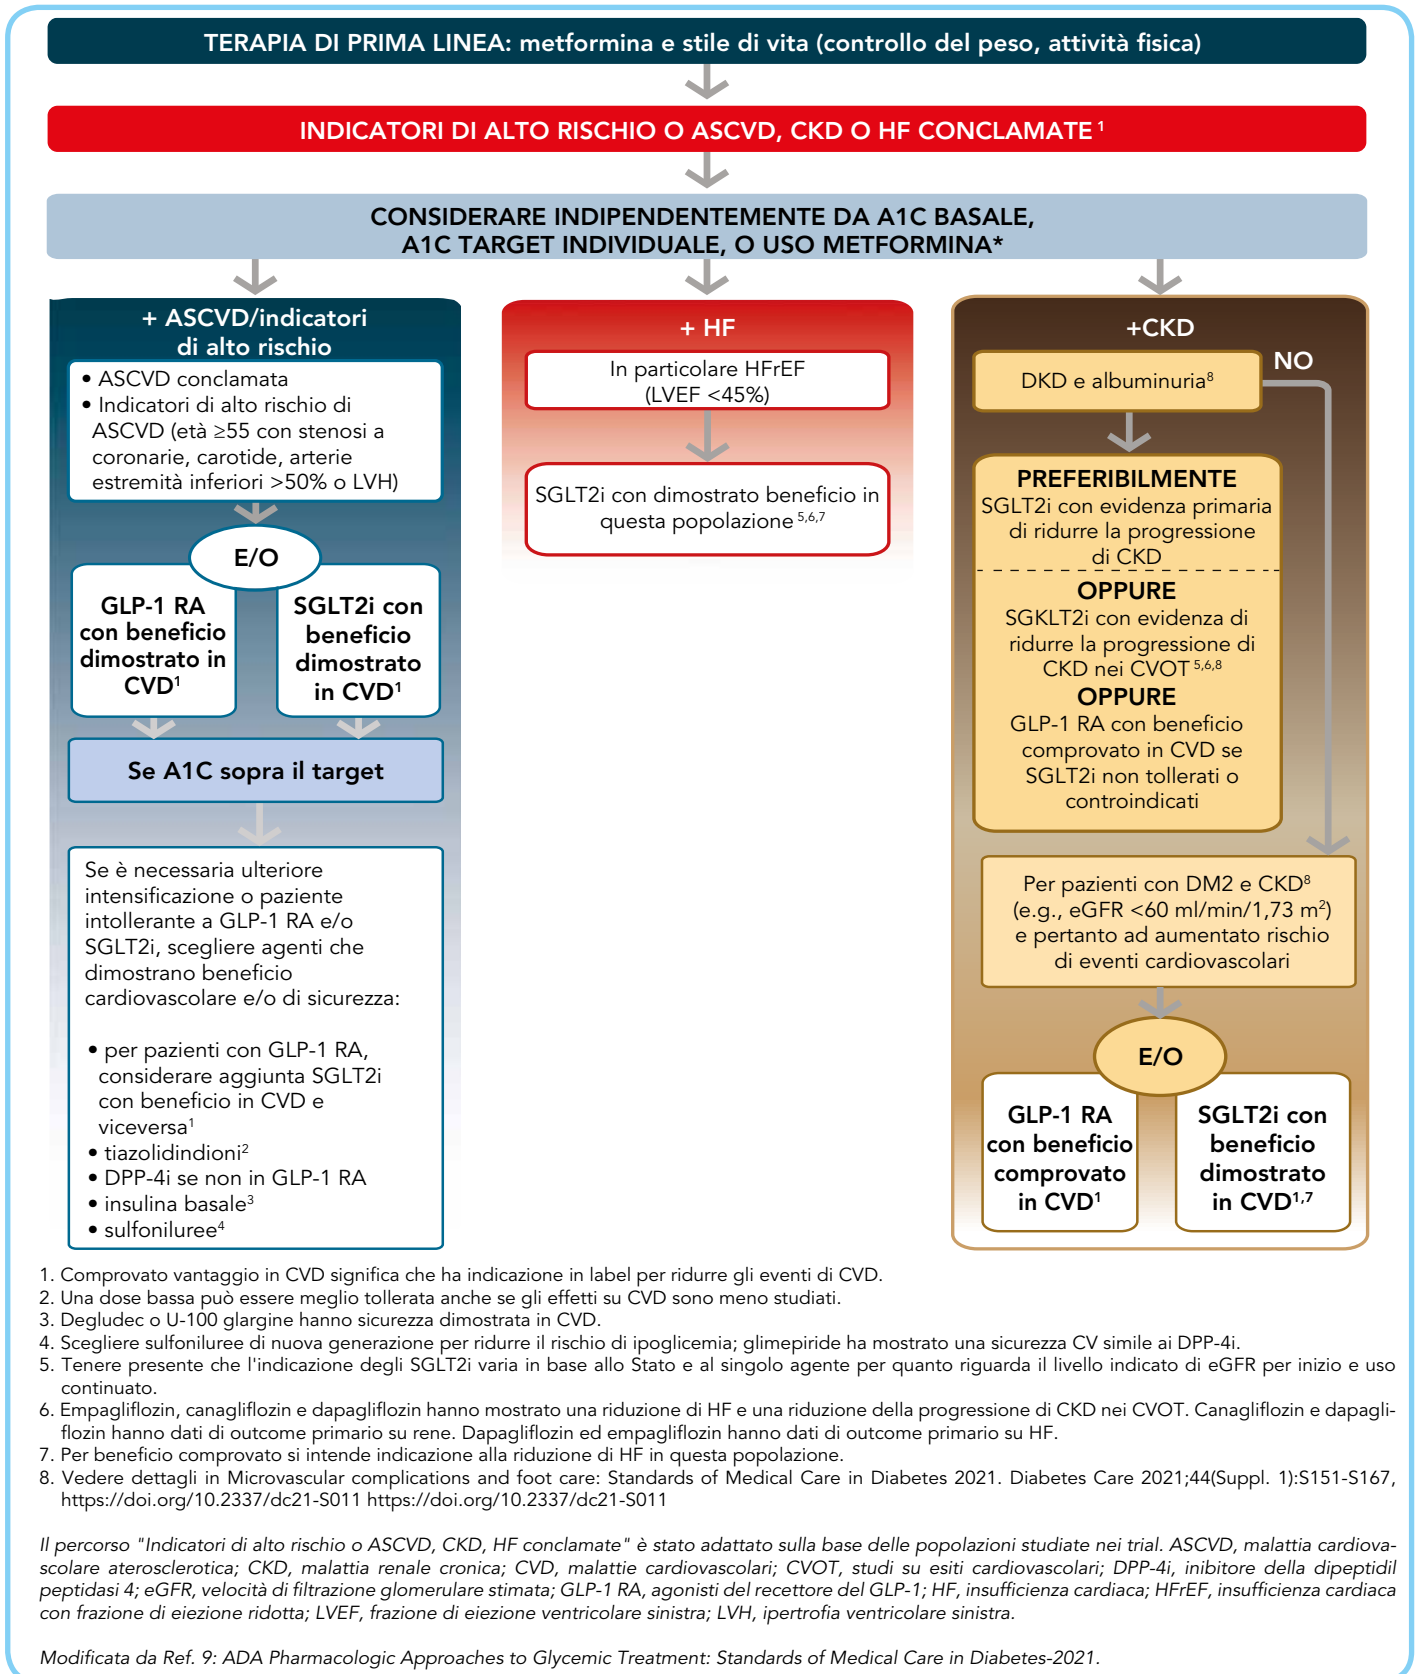 TERAPIA DI PRIMA LINEA: metformina e stile di vita (controllo del peso, attività fisica)
INDICATORI DI ALTO RISCHIO O ASCVD, CKD O HF CONCLAMATE ¹
CONSIDERARE INDIPENDENTEMENTE DA A1C BASALE,
A1C TARGET INDIVIDUALE, O USO METFORMINA*
+ ASCVD/indicatori
di alto rischio
• ASCVD conclamata
• Indicatori di alto rischio di
ASCVD (età ≥55 con stenosi a
coronarie, carotide, arterie
estremità inferiori >50% o LVH)
E/O
GLP-1 RA
con beneficio
dimostrato in
CVD¹
SGLT2i con
beneficio
dimostrato
in CVD¹
Se A1C sopra il target
Se è necessaria ulteriore
intensificazione o paziente
intollerante a GLP-1 RA e/o
SGLT2i, scegliere agenti che
dimostrano beneficio
cardiovascolare e/o di sicurezza:
• per pazienti con GLP-1 RA,
considerare aggiunta SGLT2i
con beneficio in CVD e
viceversa¹
• tiazolidindioni²
• DPP-4i se non in GLP-1 RA
• insulina basale³
• sulfoniluree⁴
+ HF
In particolare HFrEF
(LVEF <45%)
SGLT2i con dimostrato beneficio in
questa popolazione ⁵,⁶,⁷
+CKD
DKD e albuminuria⁸
NO
PREFERIBILMENTE
SGLT2i con evidenza primaria
di ridurre la progressione
di CKD
OPPURE
SGKLT2i con evidenza di
ridurre la progressione di
CKD nei CVOT ⁵,⁶,⁸
OPPURE
GLP-1 RA con beneficio
comprovato in CVD se
SGLT2i non tollerati o
controindicati
Per pazienti con DM2 e CKD⁸
(e.g., eGFR <60 ml/min/1,73 m²)
e pertanto ad aumentato rischio
di eventi cardiovascolari
E/O
GLP-1 RA
con beneficio
comprovato
in CVD¹
SGLT2i con
beneficio
dimostrato
in CVD¹,⁷
1. Comprovato vantaggio in CVD significa che ha indicazione in label per ridurre gli eventi di CVD.
2. Una dose bassa può essere meglio tollerata anche se gli effetti su CVD sono meno studiati.
3. Degludec o U-100 glargine hanno sicurezza dimostrata in CVD.
4. Scegliere sulfoniluree di nuova generazione per ridurre il rischio di ipoglicemia; glimepiride ha mostrato una sicurezza CV simile ai DPP-4i.
5. Tenere presente che l'indicazione degli SGLT2i varia in base allo Stato e al singolo agente per quanto riguarda il livello indicato di eGFR per inizio e uso
continuato.
6. Empagliflozin, canagliflozin e dapagliflozin hanno mostrato una riduzione di HF e una riduzione della progressione di CKD nei CVOT. Canagliflozin e dapagli-
flozin hanno dati di outcome primario su rene. Dapagliflozin ed empagliflozin hanno dati di outcome primario su HF.
7. Per beneficio comprovato si intende indicazione alla riduzione di HF in questa popolazione.
8. Vedere dettagli in Microvascular complications and foot care: Standards of Medical Care in Diabetes 2021. Diabetes Care 2021;44(Suppl. 1):S151-S167,
https://doi.org/10.2337/dc21-S011 https://doi.org/10.2337/dc21-S011
Il percorso "Indicatori di alto rischio o ASCVD, CKD, HF conclamate" è stato adattato sulla base delle popolazioni studiate nei trial. ASCVD, malattia cardiova-
scolare aterosclerotica; CKD, malattia renale cronica; CVD, malattie cardiovascolari; CVOT, studi su esiti cardiovascolari; DPP-4i, inibitore della dipeptidil
peptidasi 4; eGFR, velocità di filtrazione glomerulare stimata; GLP-1 RA, agonisti del recettore del GLP-1; HF, insufficienza cardiaca; HFrEF, insufficienza cardiaca
con frazione di eiezione ridotta; LVEF, frazione di eiezione ventricolare sinistra; LVH, ipertrofia ventricolare sinistra.
Modificata da Ref. 9: ADA Pharmacologic Approaches to Glycemic Treatment: Standards of Medical Care in Diabetes-2021.